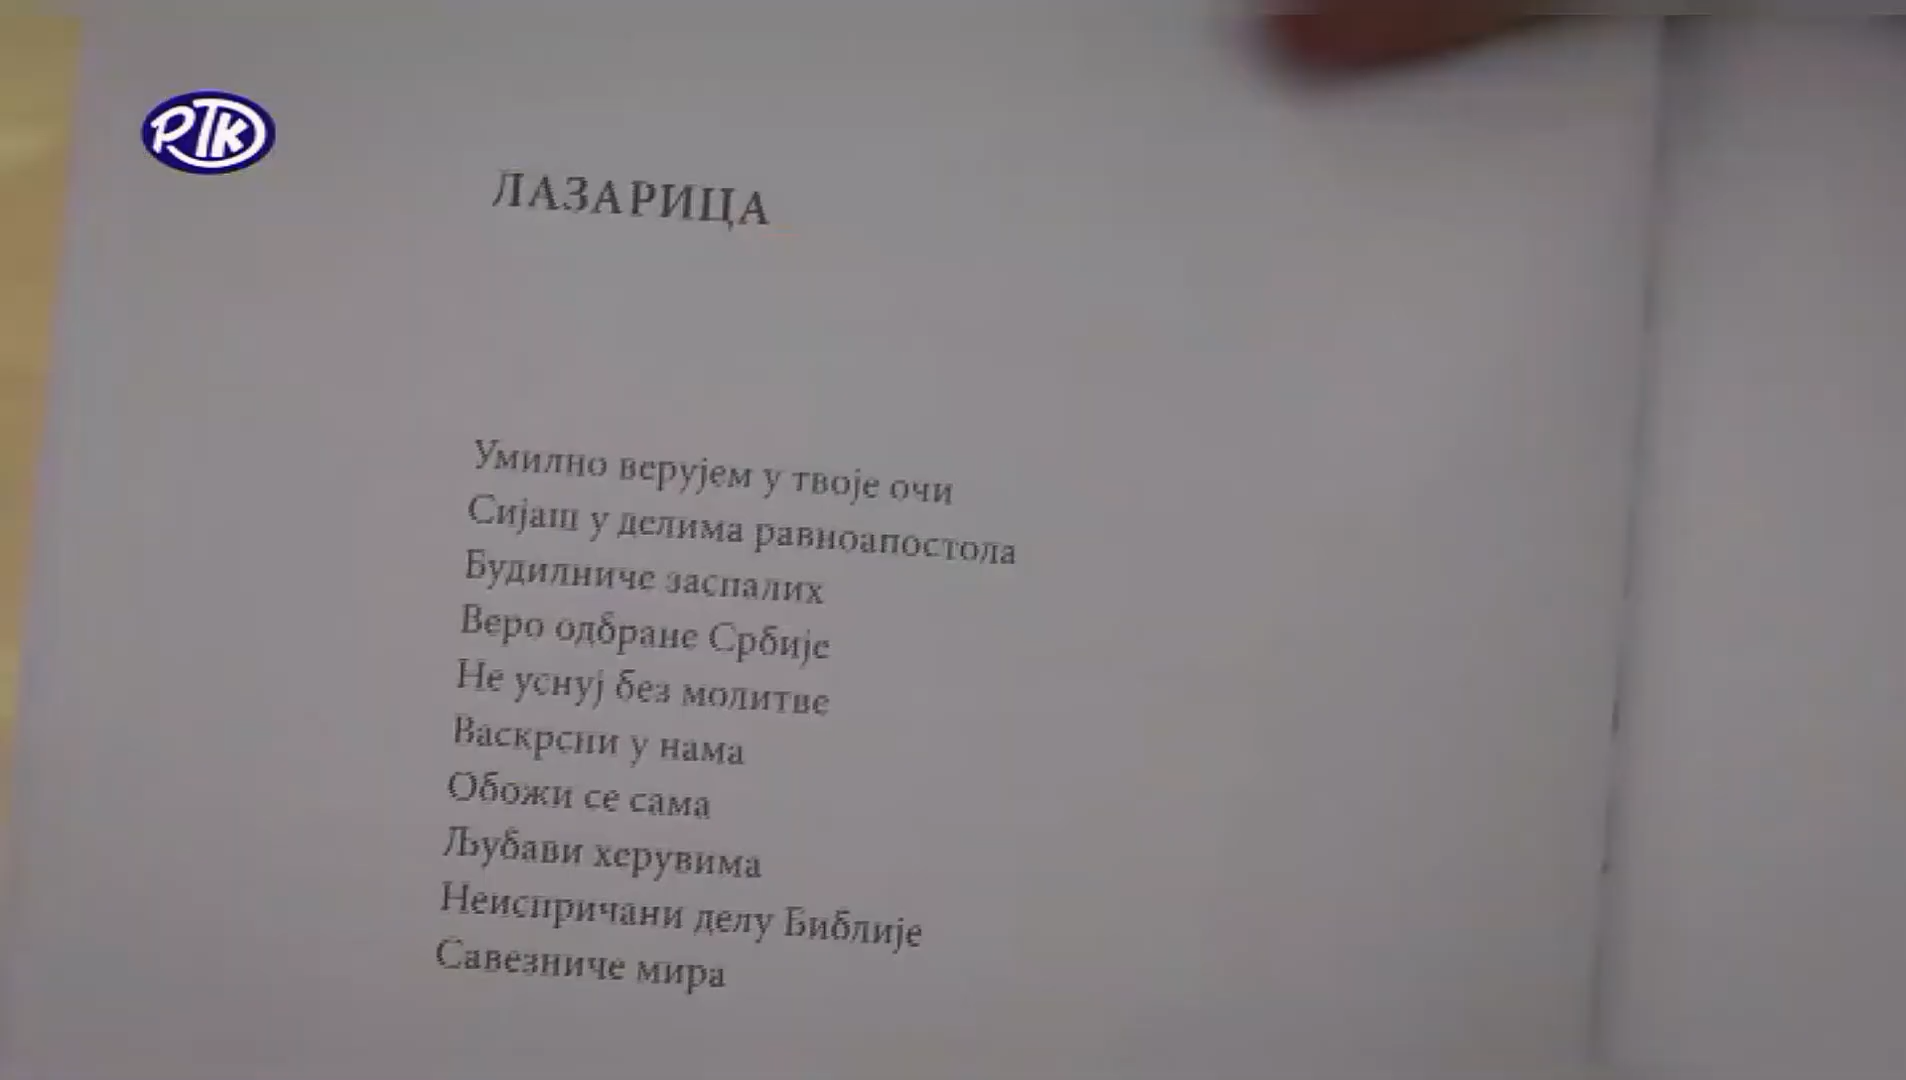 РТК
ЛАЗАРИЦА
Умилно верујем у твоје очи
Сијаш у делима равноапостола
Будилниче заспалих
Веро одбране Србије
Не уснуј без молитве
Васкрсни у нама
Обожи се сама
Љубави херувима
Неиспричани делу Библије
Савезниче мира